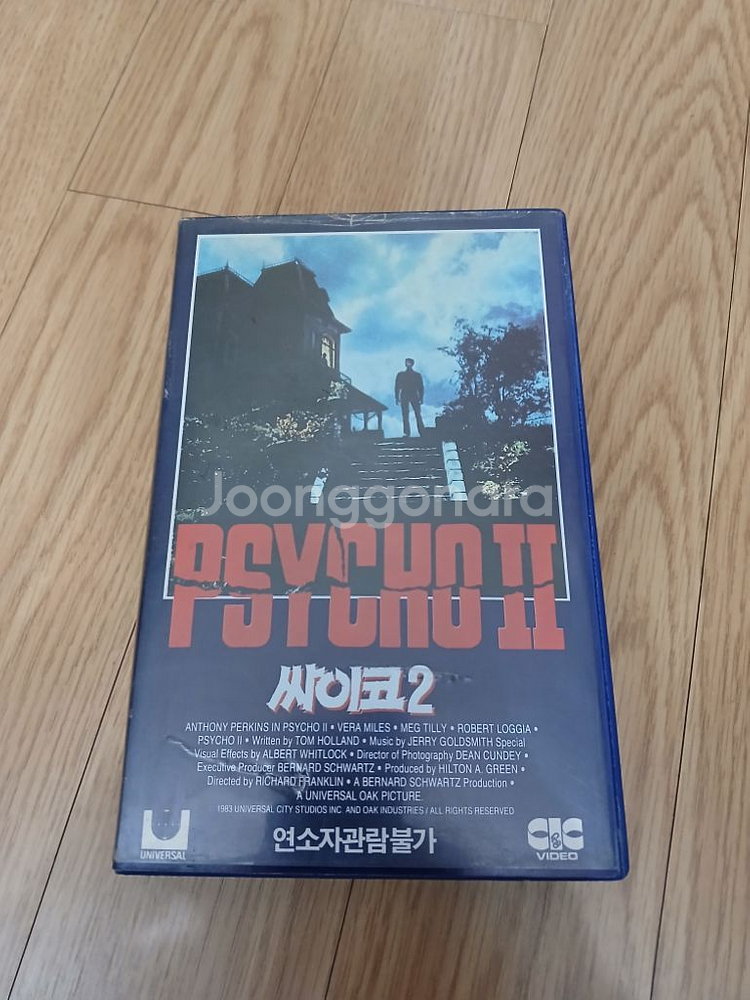 Joonggonara
PSYCHO II
싸이코2
ANTHONY PERKINS IN PSYCHO II • VERA MILES • MEG TILLY • ROBERT LOGGIA •
PSYCHO II • Written by TOM HOLLAND • Music by JERRY GOLDSMITH Special
Visual Effects by ALBERT WHITLOCK • Director of Photography DEAN CUNDEY •
Executive Producer BERNARD SCHWARTZ • Produced by HILTON A. GREEN •
Directed by RICHARD FRANKLIN • A BERNARD SCHWARTZ Production •
A UNIVERSAL OAK PICTURE
1983 UNIVERSAL CITY STUDIOS INC. AND OAK INDUSTRIES / ALL RIGHTS RESERVED
UNIVERSAL
연소자관람불가
CIC
VIDEO